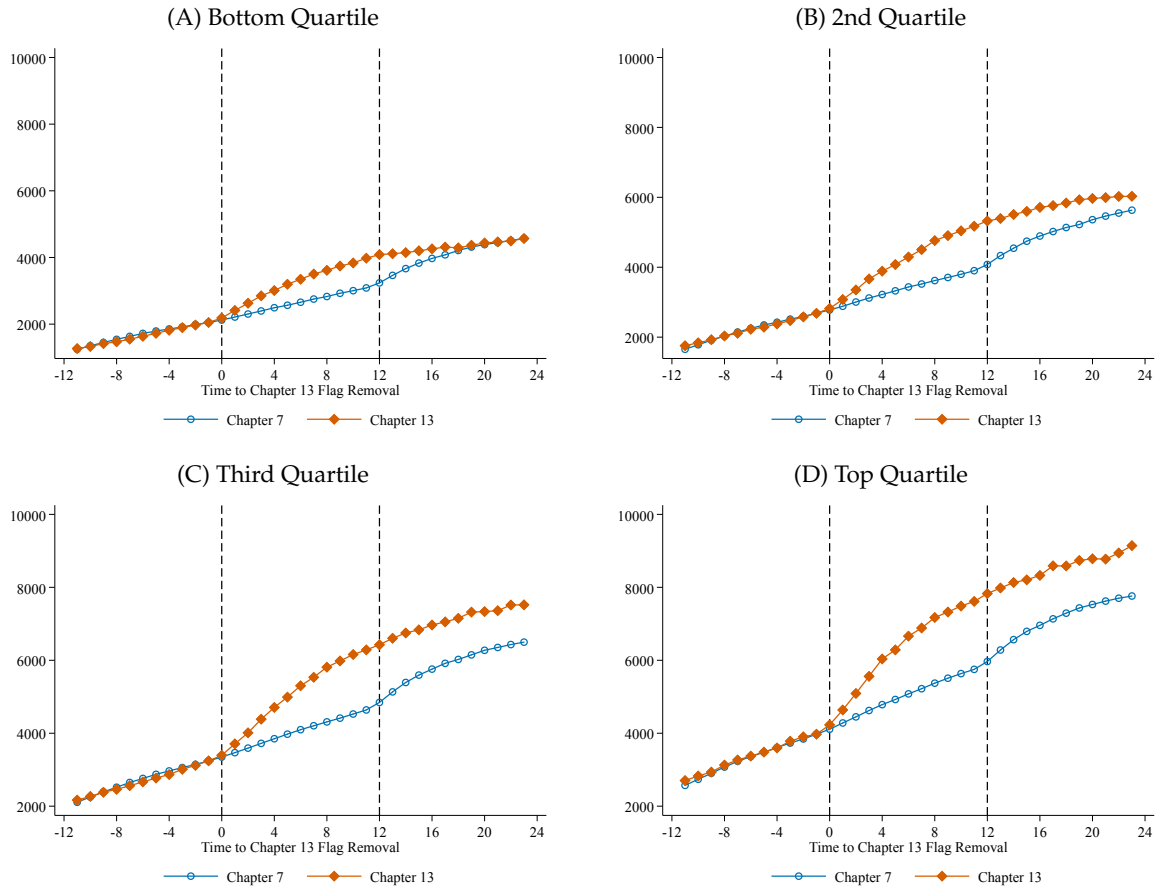 (A) Bottom Quartile
10000
8000
6000
4000
2000
-12 -8 -4 0 4 8 12 16 20 24
Time to Chapter 13 Flag Removal
Chapter 7 Chapter 13
(B) 2nd Quartile
10000
8000
6000
4000
2000
-12 -8 -4 0 4 8 12 16 20 24
Time to Chapter 13 Flag Removal
Chapter 7 Chapter 13
(C) Third Quartile
10000
8000
6000
4000
2000
-12 -8 -4 0 4 8 12 16 20 24
Time to Chapter 13 Flag Removal
Chapter 7 Chapter 13
(D) Top Quartile
10000
8000
6000
4000
2000
-12 -8 -4 0 4 8 12 16 20 24
Time to Chapter 13 Flag Removal
Chapter 7 Chapter 13